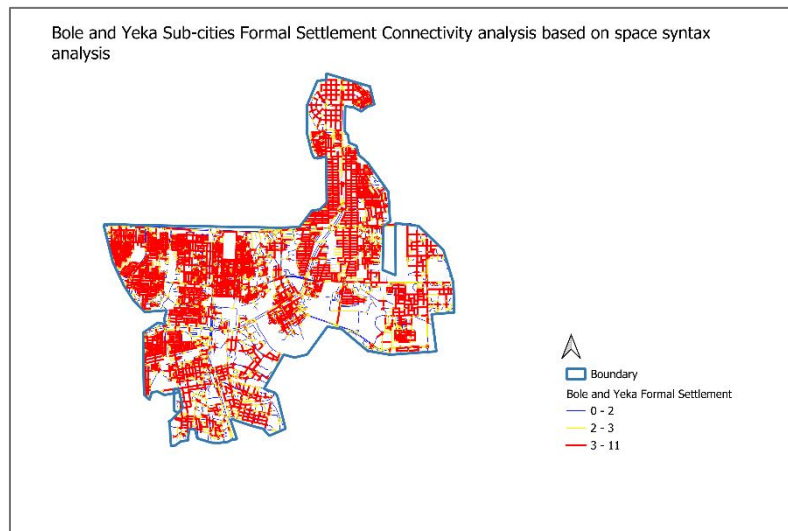 Bole and Yeka Sub-cities Formal Settlement Connectivity analysis based on space syntax
analysis
Boundary
Bole and Yeka Formal Settlement
0 - 2
2 - 3
3 - 11